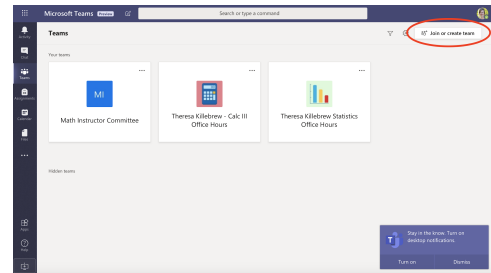 Microsoft Teams Preview
Search or type a command
Activity
Chat
Teams
Assignments
Calendar
Files
Apps
Help
Teams
Join or create team
Your teams
MI
Math Instructor Committee
Theresa Killebrew - Calc III
Office Hours
Theresa Killebrew Statistics
Office Hours
Hidden teams
Stay in the know. Turn on
desktop notifications.
Turn on
Dismiss